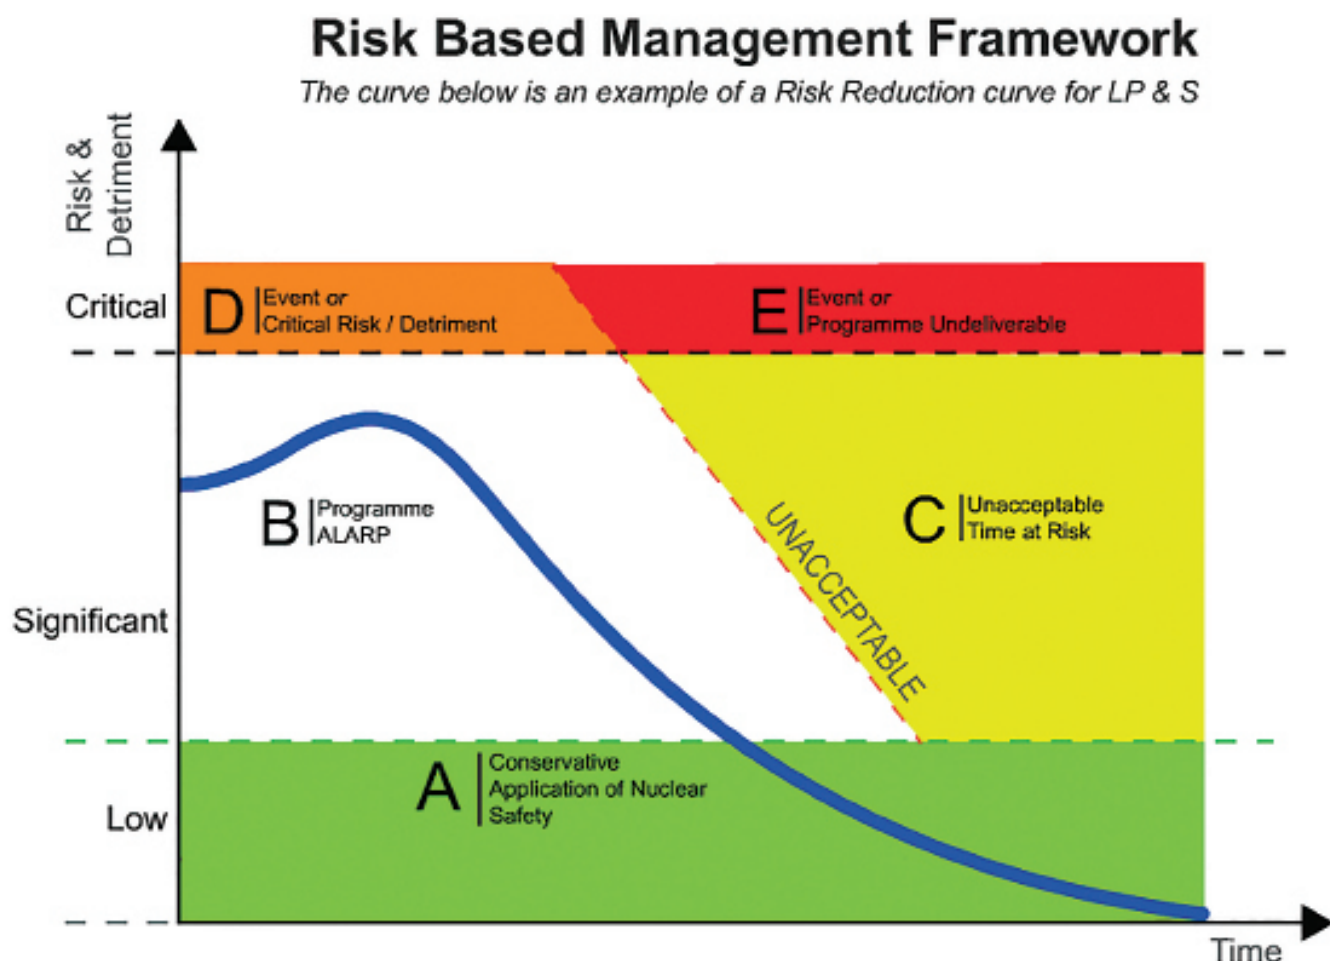 Risk Based Management Framework
The curve below is an example of a Risk Reduction curve for LP & S
Risk &
Detriment
Critical
D
Event or
Critical Risk / Detriment
E
Event or
Programme Undeliverable
B
Programme
ALARP
C
Unacceptable
Time at Risk
UNACCEPTABLE
Significant
A
Conservative
Application of Nuclear
Safety
Low
Time